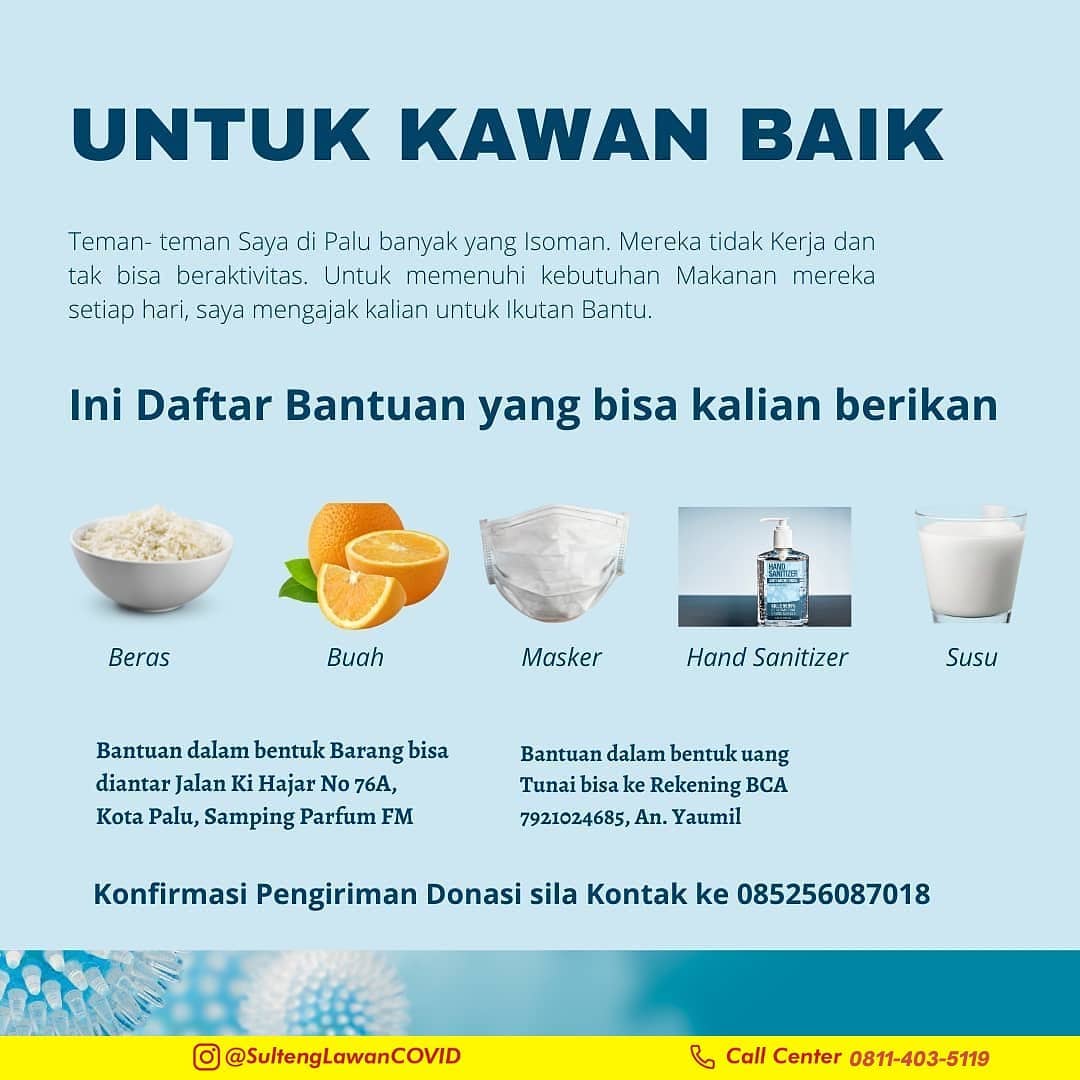 UNTUK KAWAN BAIK
Teman- teman Saya di Palu banyak yang Isoman. Mereka tidak Kerja dan
tak bisa beraktivitas. Untuk memenuhi kebutuhan Makanan mereka
setiap hari, saya mengajak kalian untuk Ikutan Bantu.
Ini Daftar Bantuan yang bisa kalian berikan
HAND
SANITIZER
Beras
Buah
Masker
Hand Sanitizer
Susu
Bantuan dalam bentuk Barang bisa
diantar Jalan Ki Hajar No 76A,
Kota Palu, Samping Parfum FM
Bantuan dalam bentuk uang
Tunai bisa ke Rekening BCA
7921024685, An. Yaumil
Konfirmasi Pengiriman Donasi sila Kontak ke 085256087018
@SultengLawanCOVID
Call Center 0811-403-5119